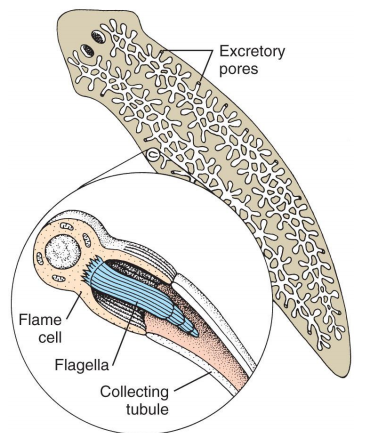 Excretory
pores
Flame
cell
Flagella
Collecting
tubule